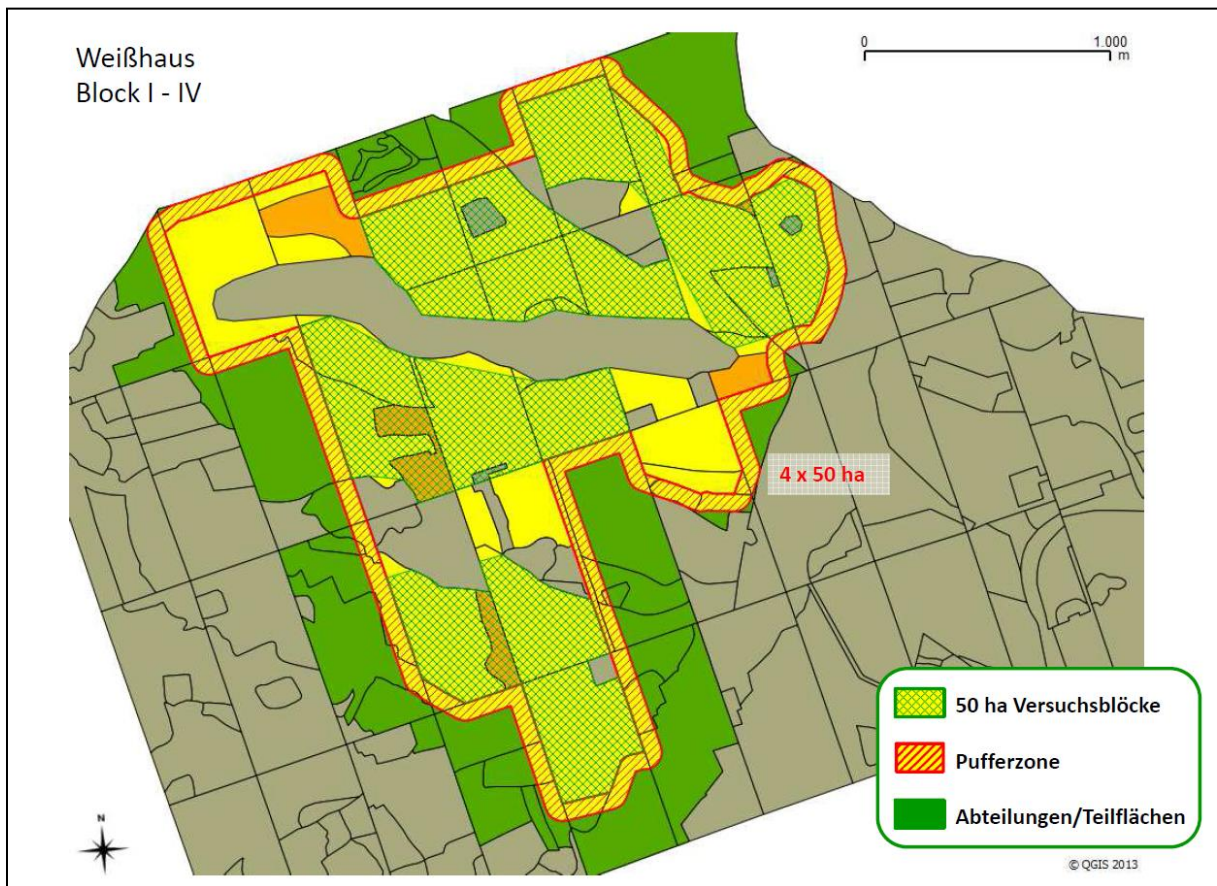 Weißhaus
Block I - IV
0 1.000
m
4 x 50 ha
50 ha Versuchsblöcke
Pufferzone
Abteilungen/Teilflächen
N
© QGIS 2013